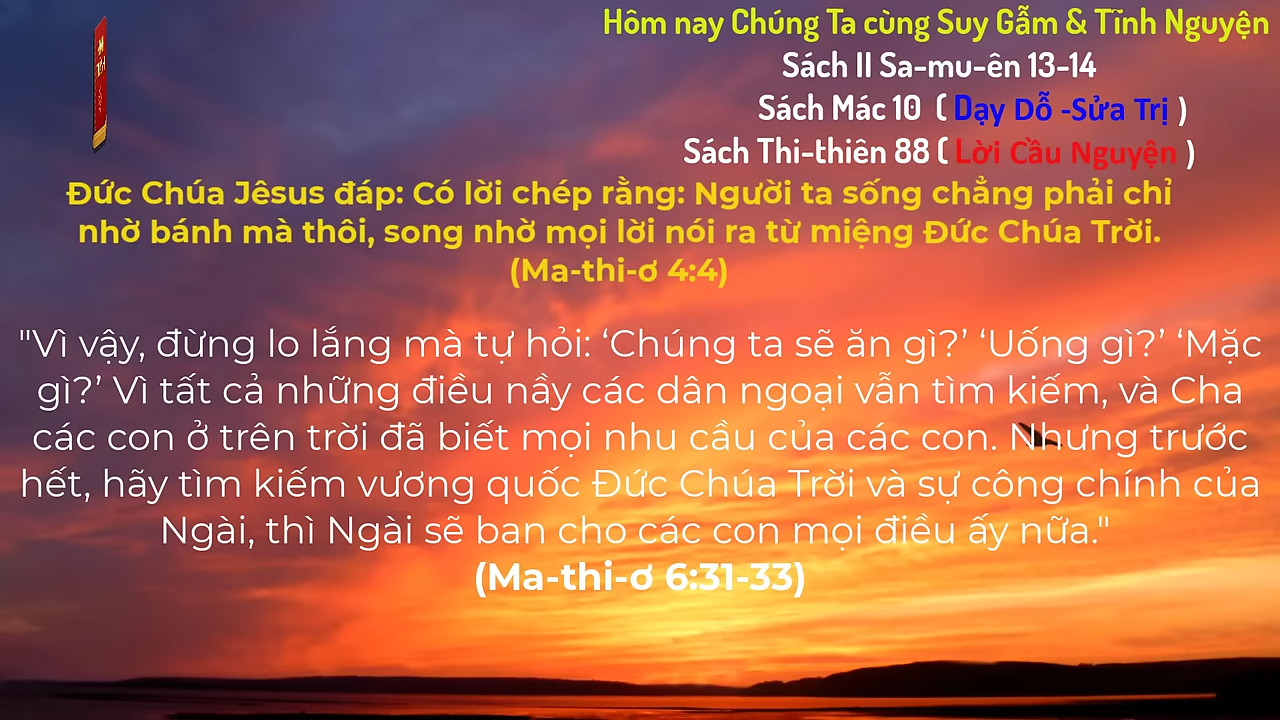 Hôm nay Chúng Ta cùng Suy Gẫm & Tĩnh Nguyện
Sách II Sa-mu-ên 13-14
Sách Mác 10 ( Dạy Dỗ -Sửa Trị )
Sách Thi-thiên 88 ( Lời Cầu Nguyện )
Đức Chúa Jêsus đáp: Có lời chép rằng: Người ta sống chẳng phải chỉ
nhờ bánh mà thôi, song nhờ mọi lời nói ra từ miệng Đức Chúa Trời.
(Ma-thi-ơ 4:4)
"Vì vậy, đừng lo lắng mà tự hỏi: ‘Chúng ta sẽ ăn gì?’ ‘Uống gì?’ ‘Mặc
gì?’ Vì tất cả những điều nầy các dân ngoại vẫn tìm kiếm, và Cha
các con ở trên trời đã biết mọi nhu cầu của các con. Nhưng trước
hết, hãy tìm kiếm vương quốc Đức Chúa Trời và sự công chính của
Ngài, thì Ngài sẽ ban cho các con mọi điều ấy nữa."
(Ma-thi-ơ 6:31-33)